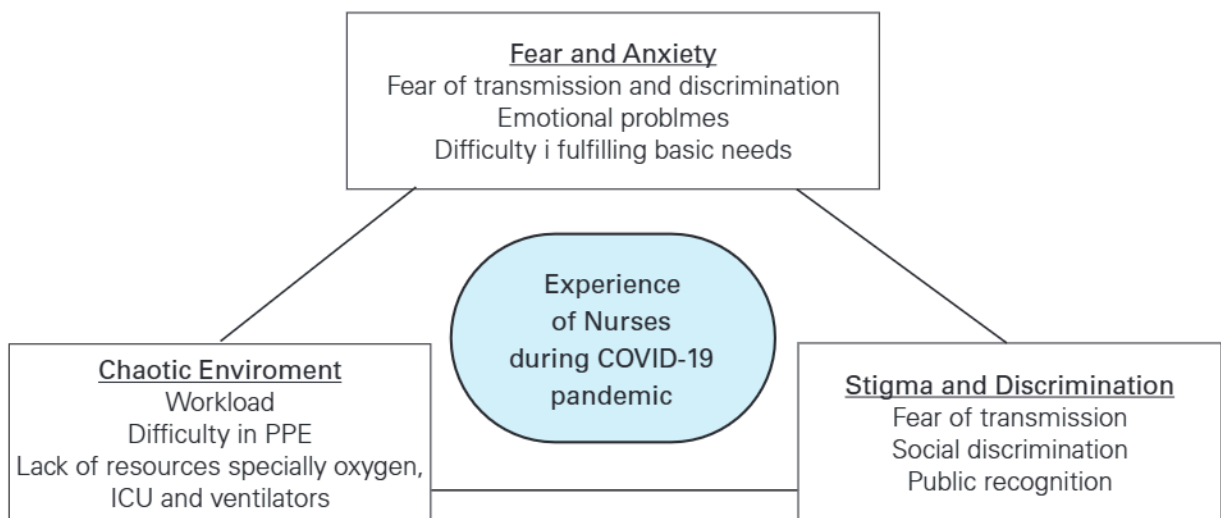 Fear and Anxiety
Fear of transmission and discrimination
Emotional problmes
Difficulty i fulfilling basic needs
Experience
of Nurses
during COVID-19
pandemic
Chaotic Enviroment
Workload
Difficulty in PPE
Lack of resources specially oxygen,
ICU and ventilators
Stigma and Discrimination
Fear of transmission
Social discrimination
Public recognition